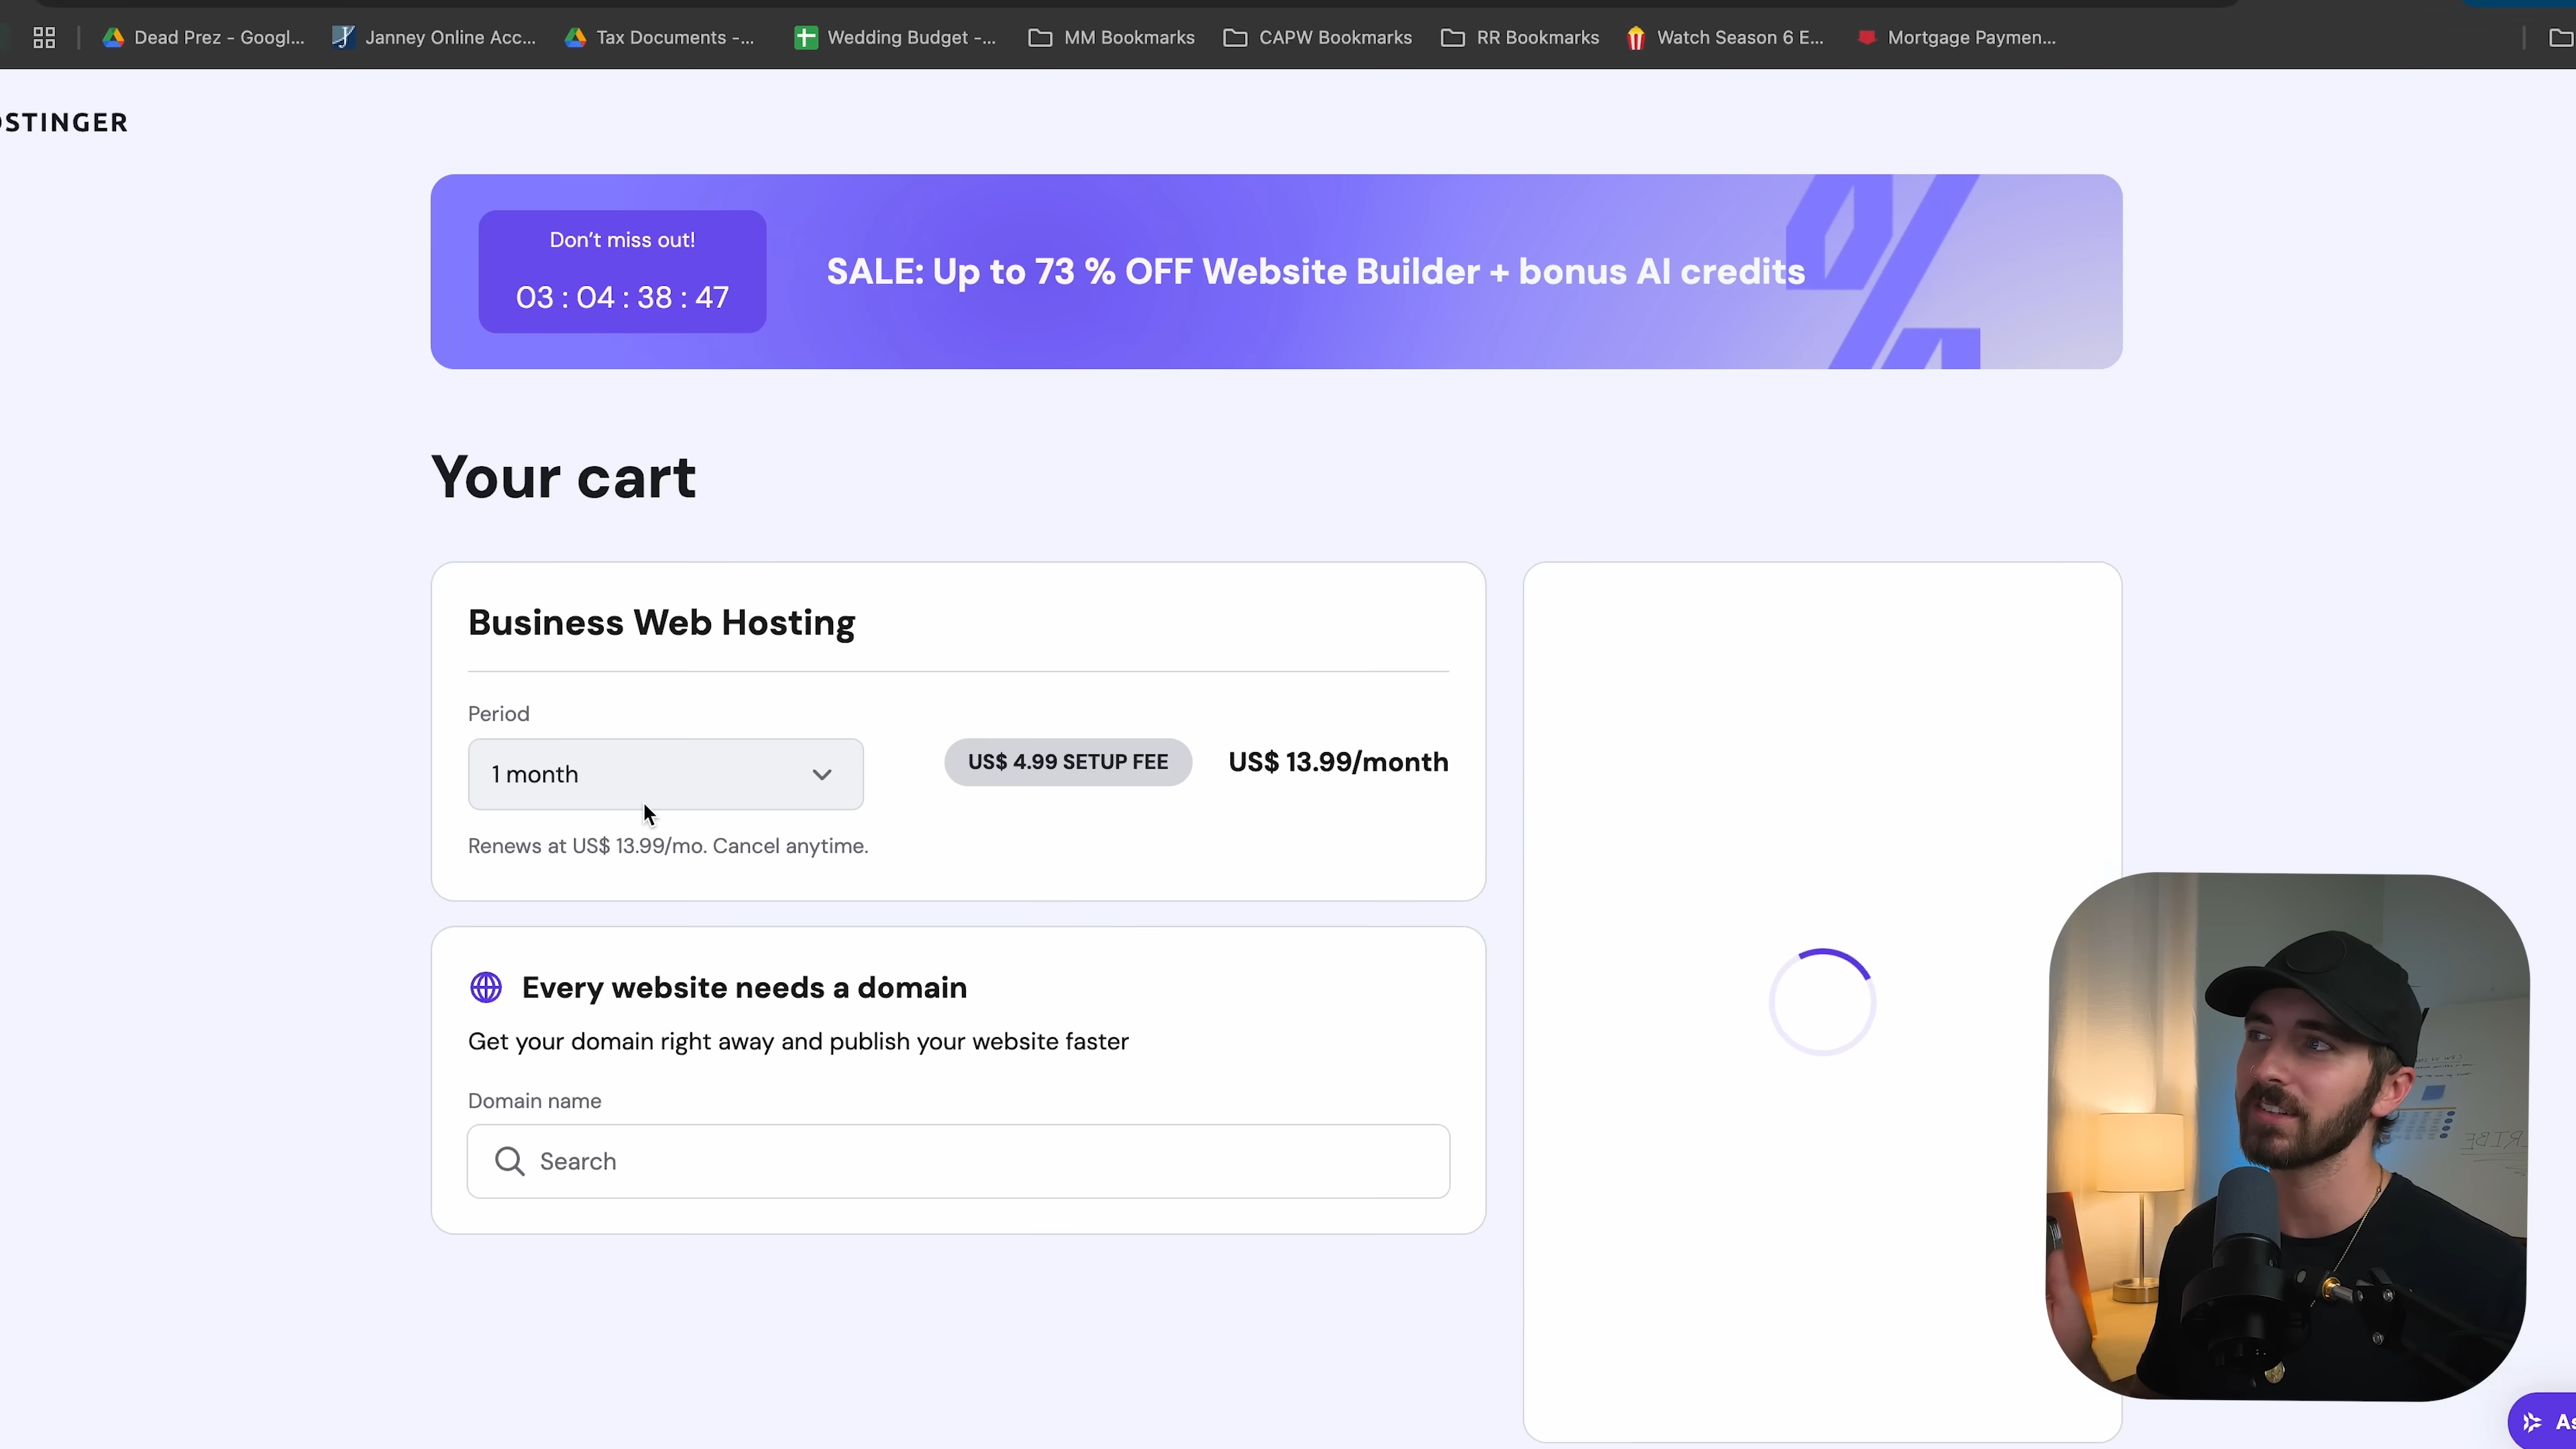 Dead Prez - Googl...
Janney Online Acc...
Tax Documents -...
Wedding Budget -...
MM Bookmarks
CAPW Bookmarks
RR Bookmarks
Watch Season 6 E...
Mortgage Paymen...
OSTINGER
Don't miss out!
03 : 04 : 38 : 47
SALE: Up to 73 % OFF Website Builder + bonus AI credits
Your cart
Business Web Hosting
Period
1 month
US$ 4.99 SETUP FEE
US$ 13.99/month
Renews at US$ 13.99/mo. Cancel anytime.
Every website needs a domain
Get your domain right away and publish your website faster
Domain name
Search